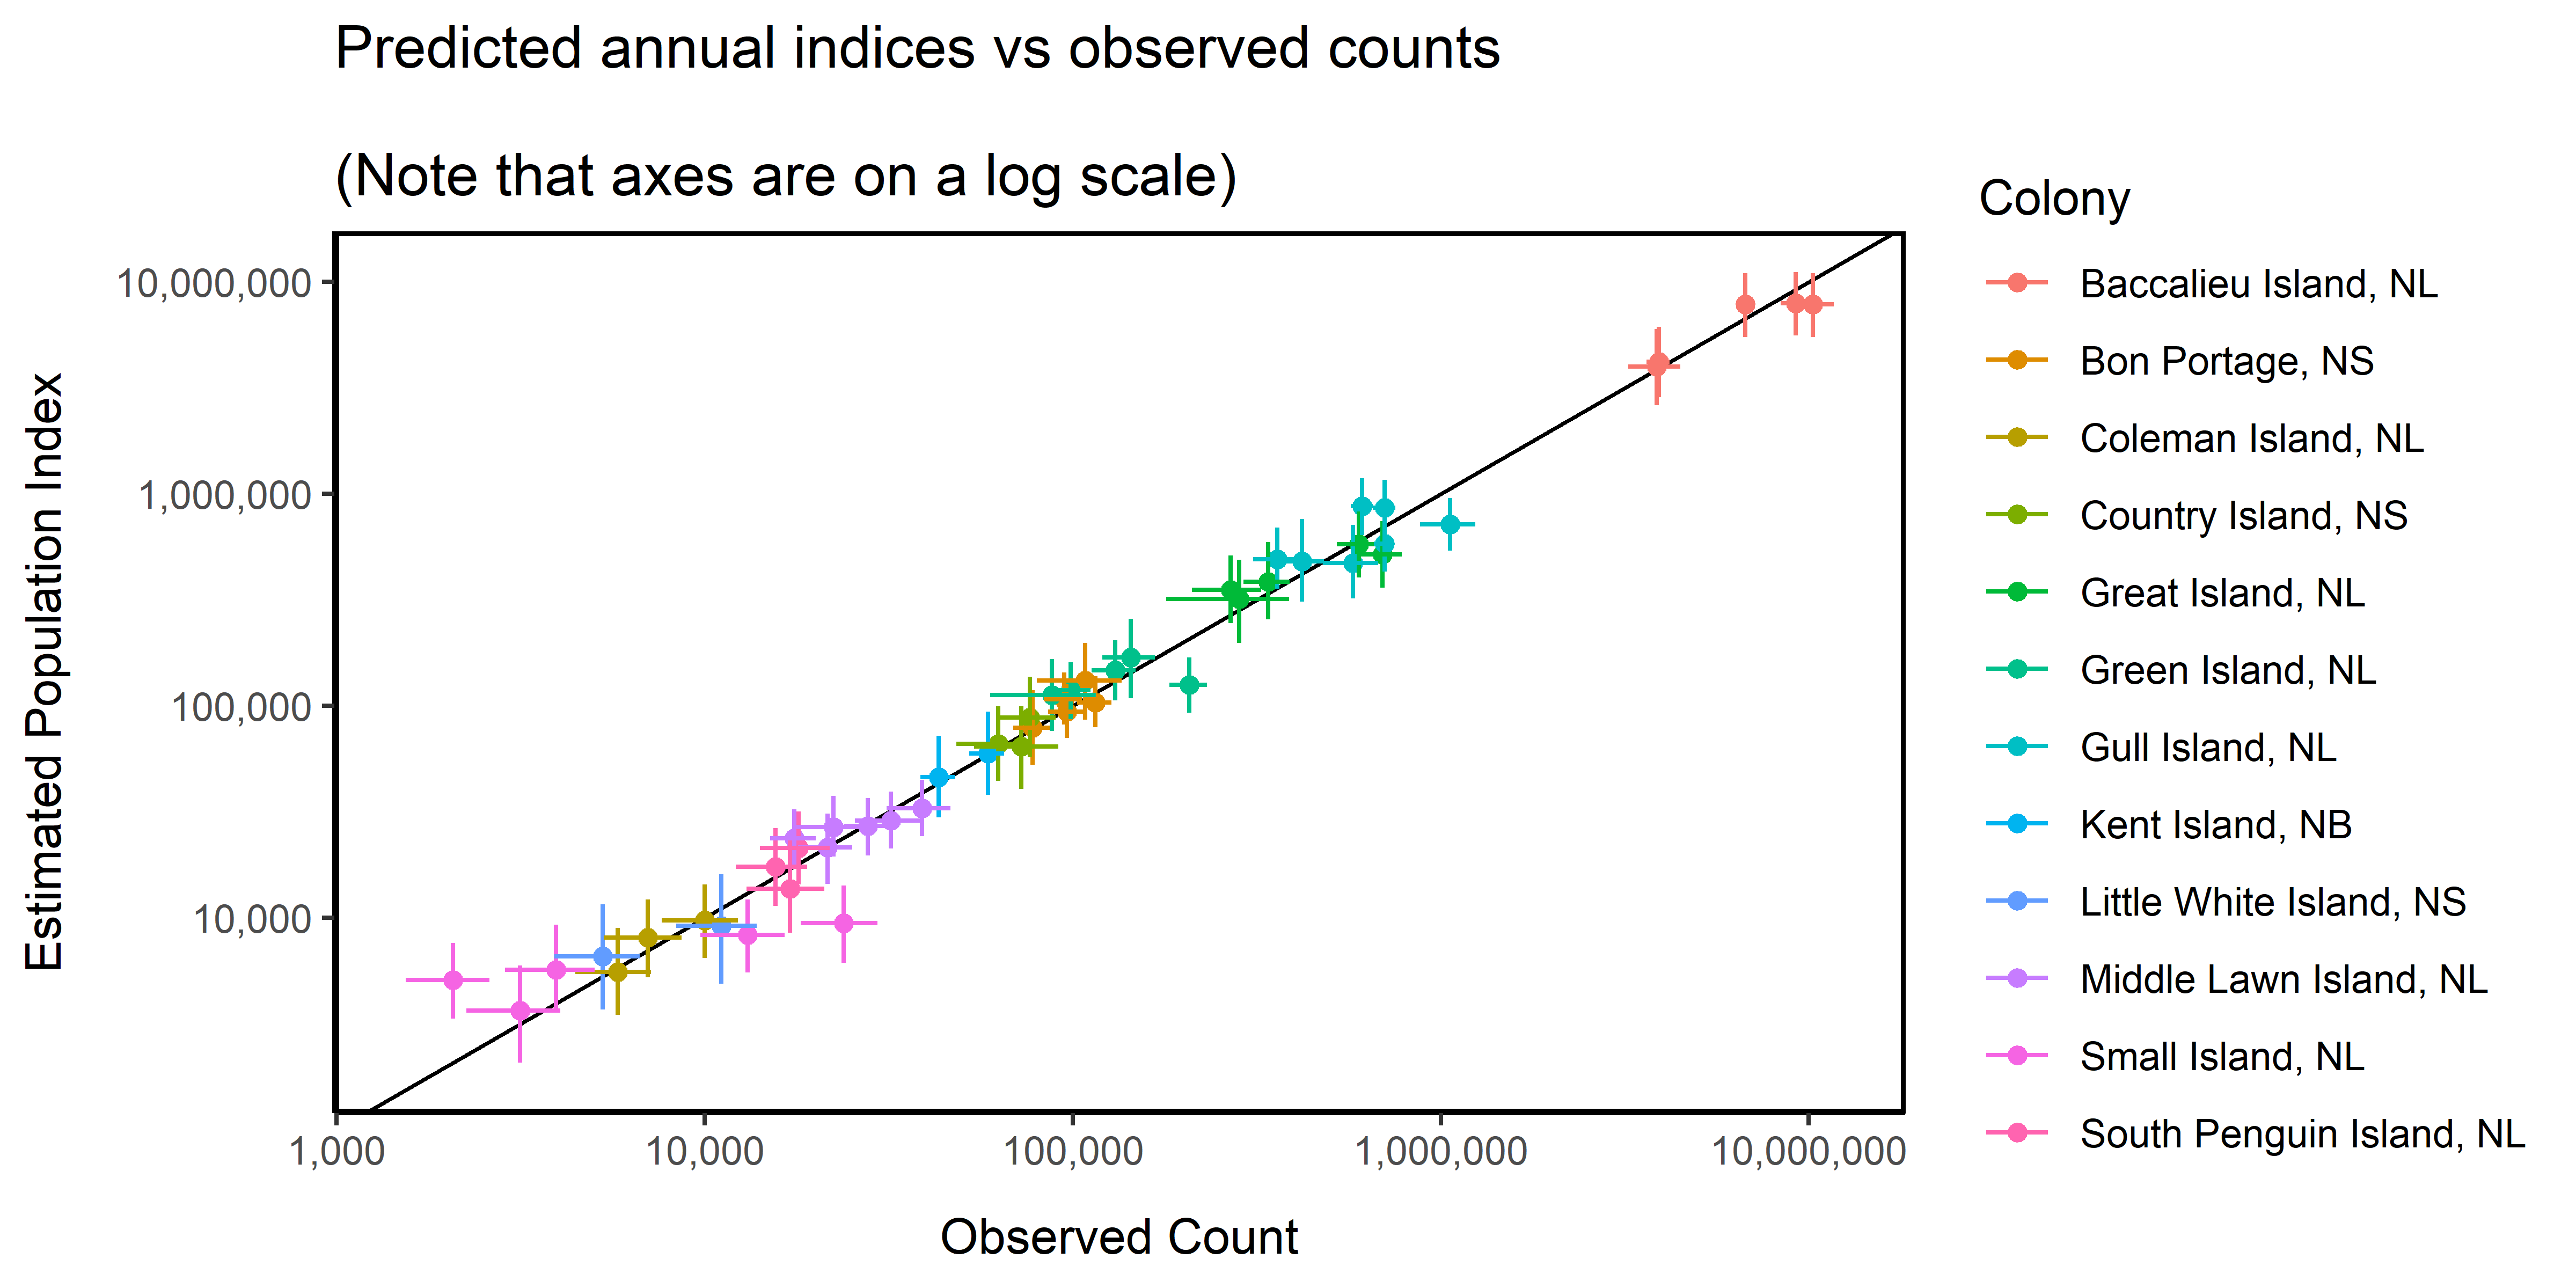 Predicted annual indices vs observed counts
(Note that axes are on a log scale)
Estimated Population Index
10,000,000
1,000,000
100,000
10,000
1,000
10,000
100,000
1,000,000
10,000,000
Observed Count
Colony
Baccalieu Island, NL
Bon Portage, NS
Coleman Island, NL
Country Island, NS
Great Island, NL
Green Island, NL
Gull Island, NL
Kent Island, NB
Little White Island, NS
Middle Lawn Island, NL
Small Island, NL
South Penguin Island, NL